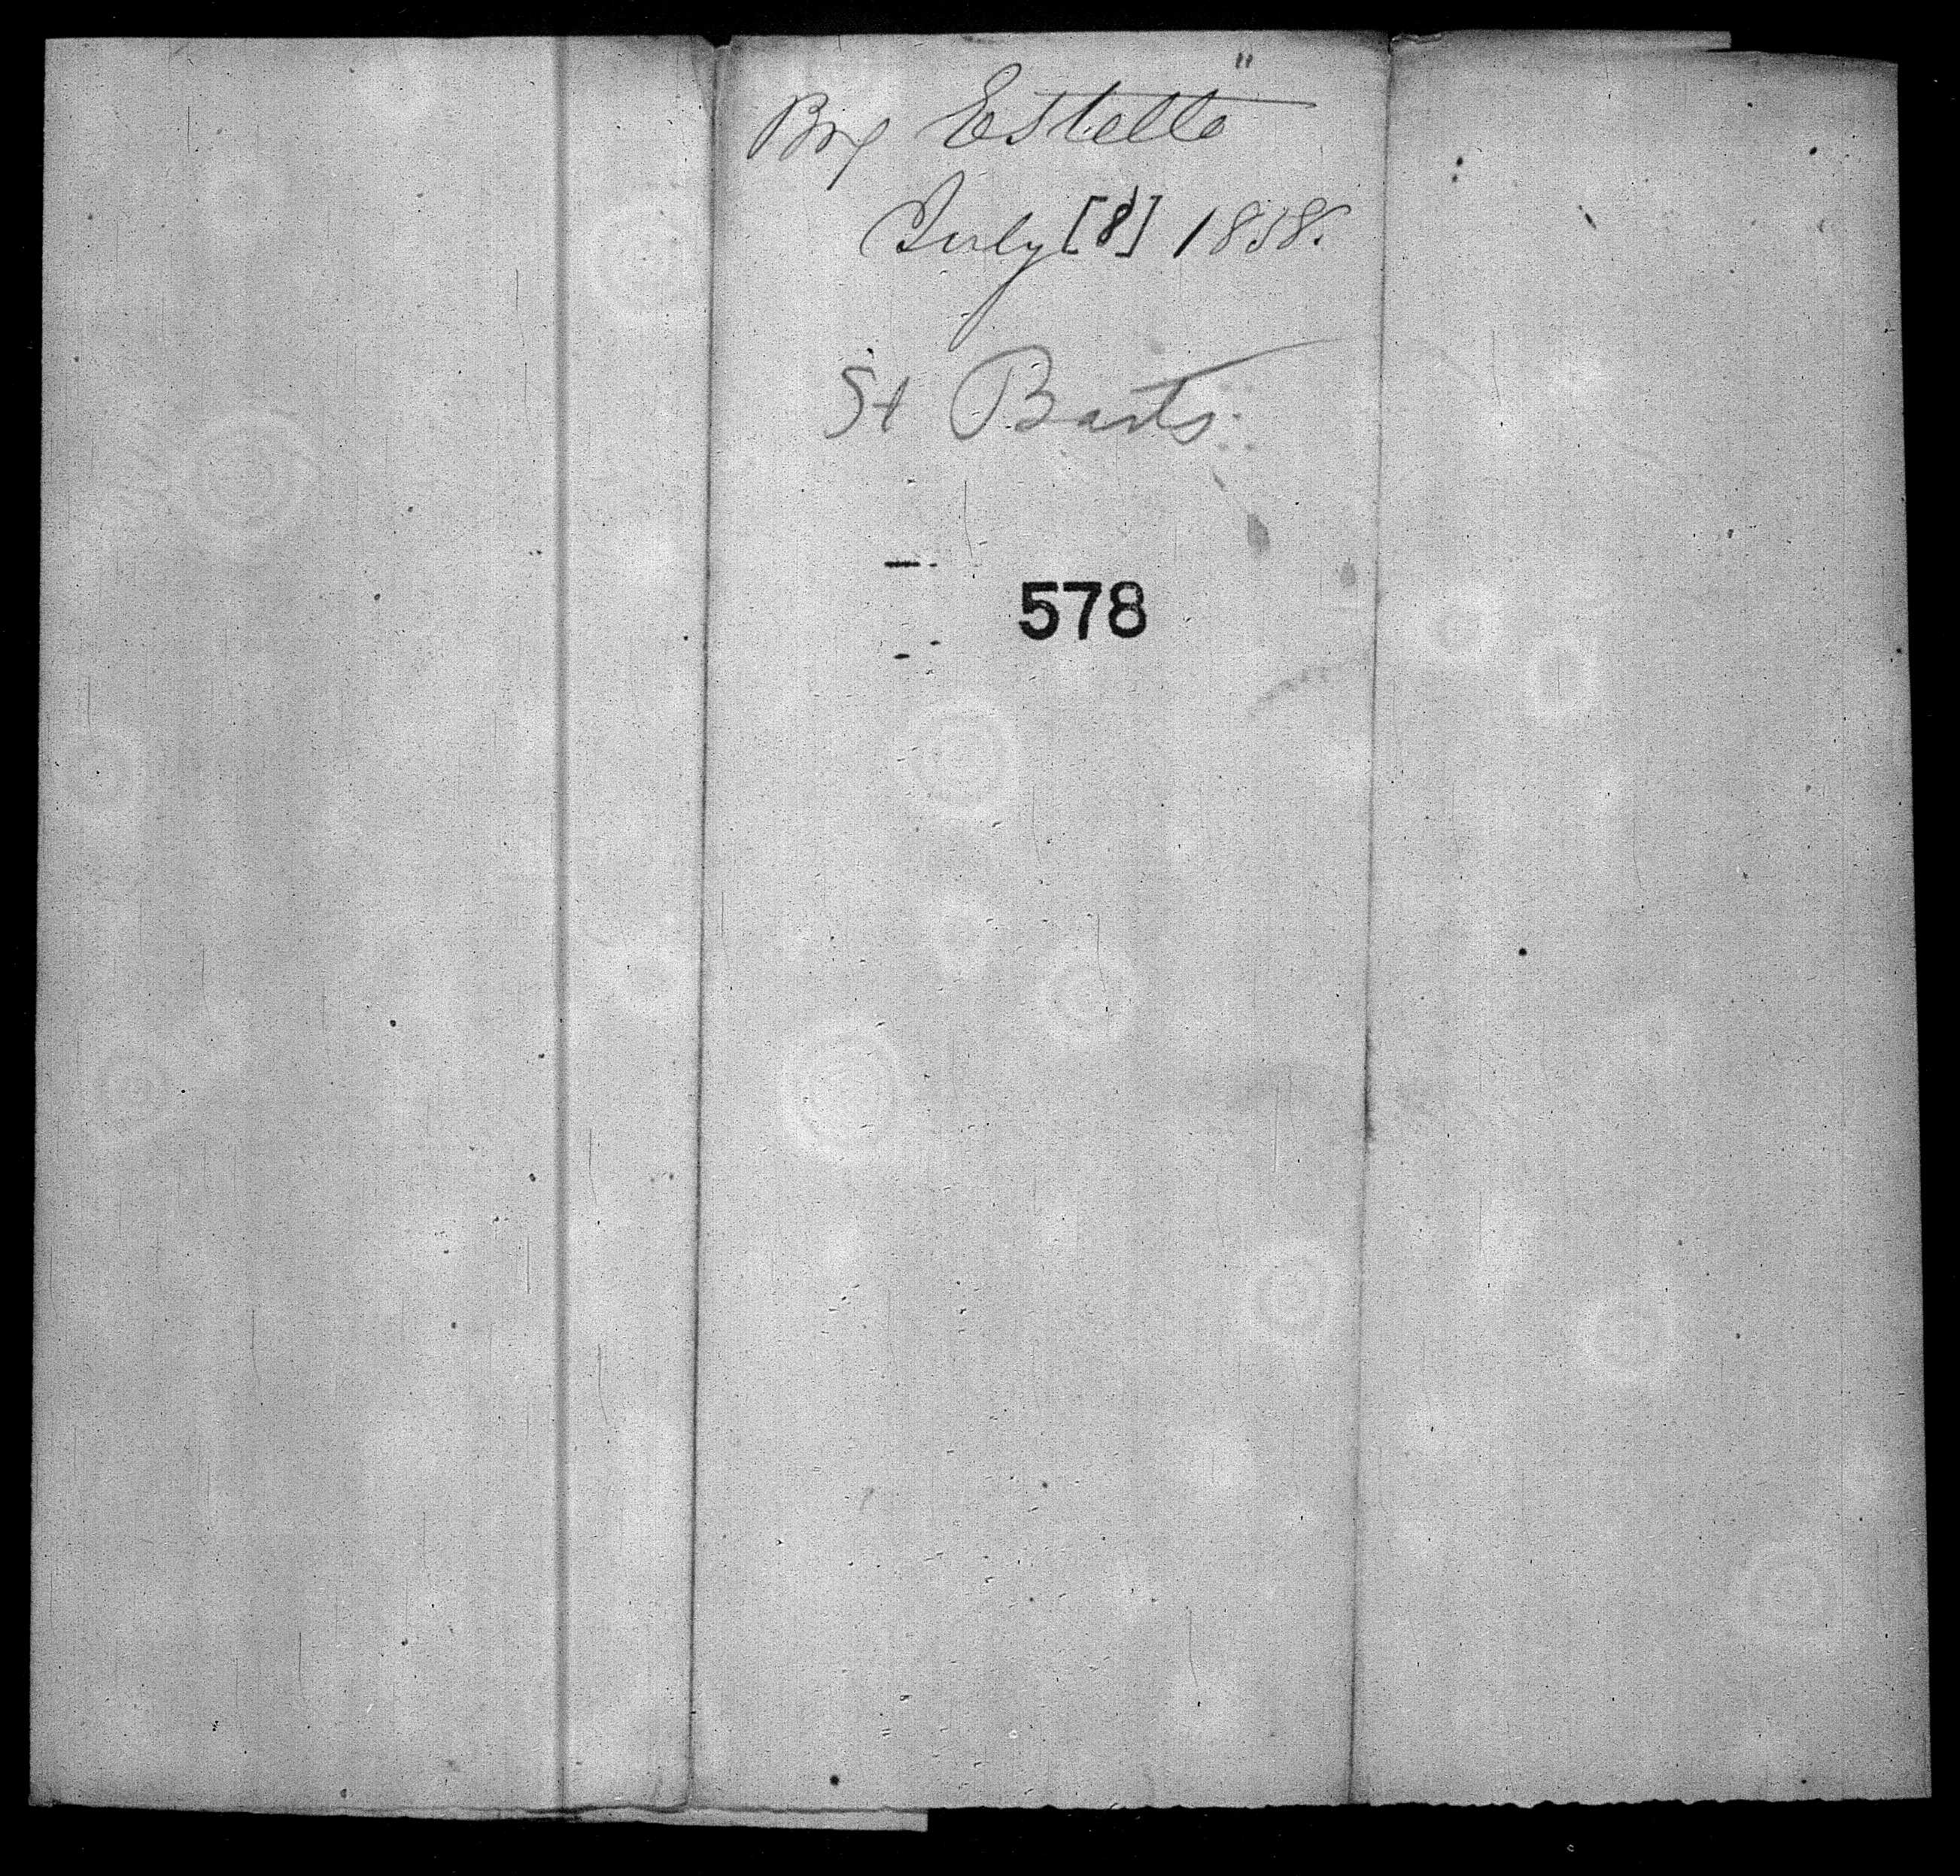 Brig Estelle"
July [8] 1858.
St Barts.
578